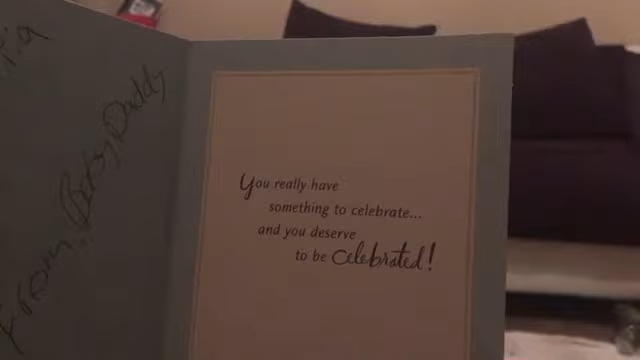 From Betsy Daddy
You really have
something to celebrate...
and you deserve
to be celebrated!